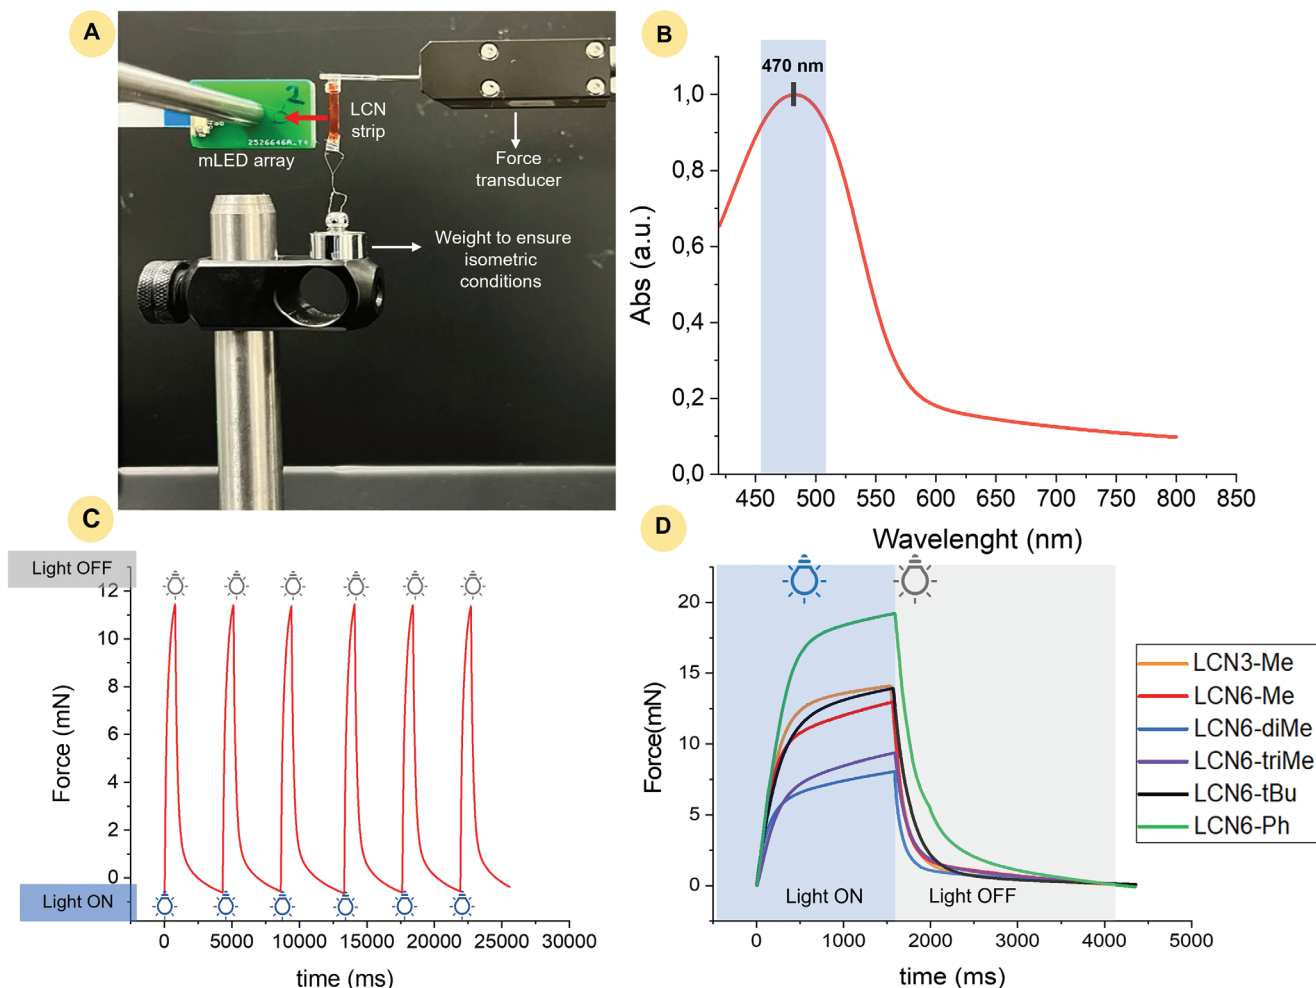 A
2
LCN
strip
2526646A_Y4
mLED array
Force
transducer
Weight to ensure
isometric
conditions
B
470 nm
1,0
0,8
0,6
0,4
0,2
0,0
Abs (a.u.)
450 500 550 600 650 700 750 800 850
Wavelenght (nm)
C
Light OFF
12
10
8
6
4
2
0
Force (mN)
Light ON
0 5000 10000 15000 20000 25000 30000
time (ms)
D
20
15
10
5
0
Force(mN)
Light ON
Light OFF
0 1000 2000 3000 4000 5000
time (ms)
LCN3-Me
LCN6-Me
LCN6-diMe
LCN6-triMe
LCN6-tBu
LCN6-Ph